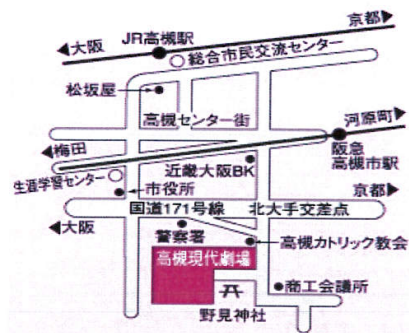 京都▶
◀大阪
JR高槻駅
総合市民交流センター
松坂屋
高槻センター街
河原町▶
◀梅田
阪急
高槻市駅
近畿大阪BK
生涯学習センター
市役所
京都▶
国道171号線 北大手交差点
◀大阪
警察署
高槻カトリック教会
高槻現代劇場
商工会議所
野見神社